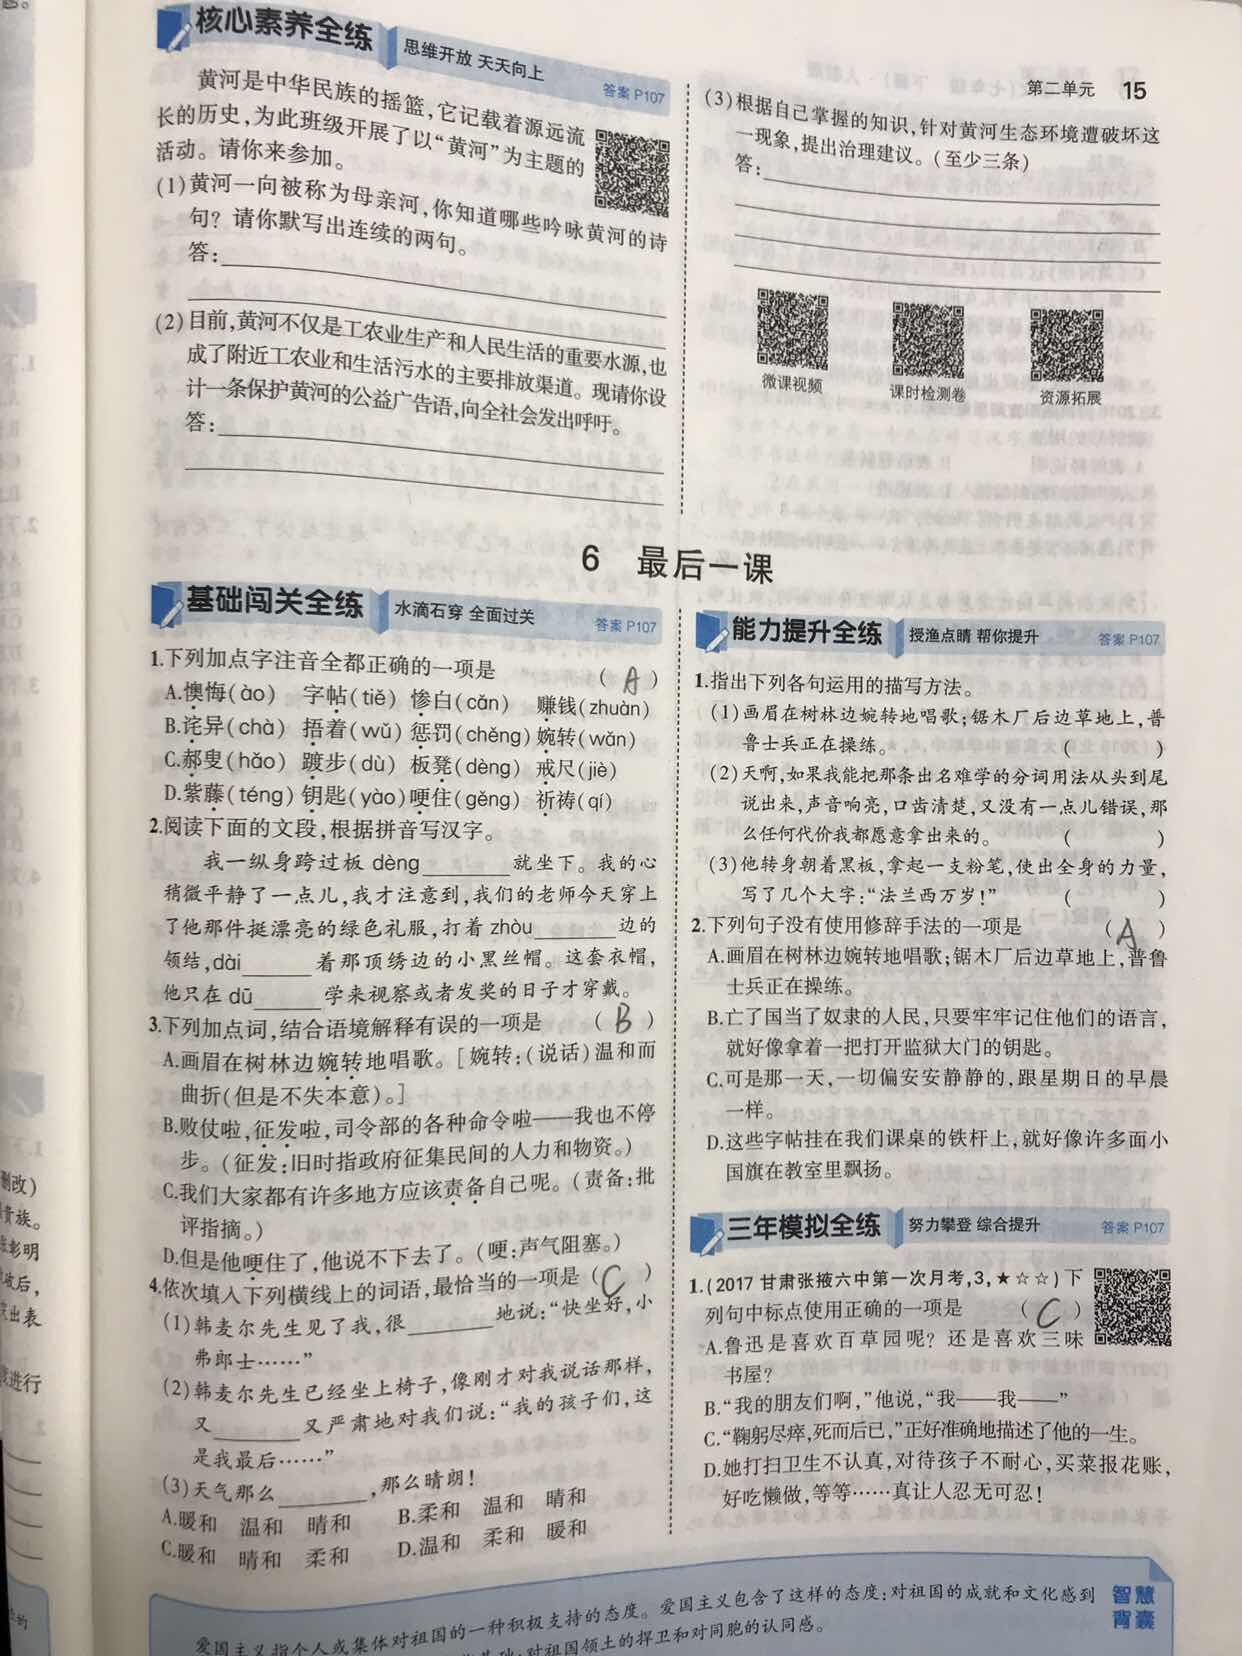 核心素养全练 思维开放 天天向上 答案 P107
黄河是中华民族的摇篮,它记载着源远流
长的历史,为此班级开展了以“黄河”为主题的
活动。请你来参加。
(1)黄河一向被称为母亲河,你知道哪些吟咏黄河的诗
句?请你默写出连续的两句。
答:
(2)目前,黄河不仅是工农业生产和人民生活的重要水源,也
成了附近工农业和生活污水的主要排放渠道。现请你设
计一条保护黄河的公益广告语,向全社会发出呼吁。
答:
第二单元 15
(3)根据自己掌握的知识,针对黄河生态环境遭破坏这
一现象,提出治理建议。(至少三条)
答:
微课视频 课时检测卷 资源拓展
6 最后一课
基础闯关全练 水滴石穿 全面过关 答案 P107
1.下列加点字注音全都正确的一项是 ( A )
A.懊悔(ào) 字帖(tiě) 惨白(cǎn) 赚钱(zhuàn)
B.诧异(chà) 捂着(wǔ) 惩罚(chěng) 婉转(wǎn)
C.郝叟(hǎo) 踱步(dù) 板凳(dèng) 戒尺(jiè)
D.紫藤(téng) 钥匙(yào) 哽住(gěng) 祈祷(qí)
2.阅读下面的文段,根据拼音写汉字。
我一纵身跨过板 dèng______就坐下。我的心
稍微平静了一点儿,我才注意到,我们的老师今天穿上
了他那件挺漂亮的绿色礼服,打着 zhòu______边的
领结,dài______着那顶绣边的小黑丝帽。这套衣帽,
他只在 dū______学来视察或者发奖的日子才穿戴。
3.下列加点词,结合语境解释有误的一项是 ( B )
A.画眉在树林边婉转地唱歌。[婉转:(说话)温和而
曲折(但是不失本意)。]
B.败仗啦,征发啦,司令部的各种命令啦——我也不停
步。(征发:旧时指政府征集民间的人力和物资。)
C.我们大家都有许多地方应该责备自己呢。(责备:批
评指摘。)
D.但是他哽住了,他说不下去了。(哽:声气阻塞。)
4.依次填入下列横线上的词语,最恰当的一项是 ( C )
(1)韩麦尔先生见了我,很______地说:“快坐好,小
弗郎士……”
(2)韩麦尔先生已经坐上椅子,像刚才对我说话那样,
又______又严肃地对我们说:“我的孩子们,这
是我最后……”
(3)天气那么______,那么晴朗!
A.暖和 温和 晴和 B.柔和 温和 晴和
C.暖和 晴和 柔和 D.温和 柔和 暖和
能力提升全练 授渔点睛 帮你提升 答案 P107
1.指出下列各句运用的描写方法。
(1)画眉在树林边婉转地唱歌;锯木厂后边草地上,普
鲁士兵正在操练。 ( )
(2)天啊,如果我能把那条出名难学的分词用法从头到尾
说出来,声音响亮,口齿清楚,又没有一点儿错误,那
么任何代价我都愿意拿出来的。 ( )
(3)他转身朝着黑板,拿起一支粉笔,使出全身的力量,
写了几个大字:“法兰西万岁!” ( )
2.下列句子没有使用修辞手法的一项是 ( A )
A.画眉在树林边婉转地唱歌;锯木厂后边草地上,普鲁
士兵正在操练。
B.亡了国当了奴隶的人民,只要牢牢记住他们的语言,
就好像拿着一把打开监狱大门的钥匙。
C.可是那一天,一切偏安安静静的,跟星期日的早晨
一样。
D.这些字帖挂在我们课桌的铁杆上,就好像许多面小
国旗在教室里飘扬。
三年模拟全练 努力攀登 综合提升 答案 P107
1.(2017甘肃张掖六中第一次月考,3,★☆☆)下
列句中标点使用正确的一项是 ( C )
A.鲁迅是喜欢百草园呢?还是喜欢三味
书屋?
B.“我的朋友们啊,”他说,“我——我——”
C.“鞠躬尽瘁,死而后已,”正好准确地描述了他的一生。
D.她打扫卫生不认真,对待孩子不耐心,买菜报花账,
好吃懒做,等等……真让人忍无可忍!
智慧
背囊
爱国主义指个人或集体对祖国的一种积极支持的态度。爱国主义包含了这样的态度:对祖国的成就和文化感到
对祖国领土的捍卫和对同胞的认同感。
删改)
贵族。
彰明
敌后,
突出表
进行